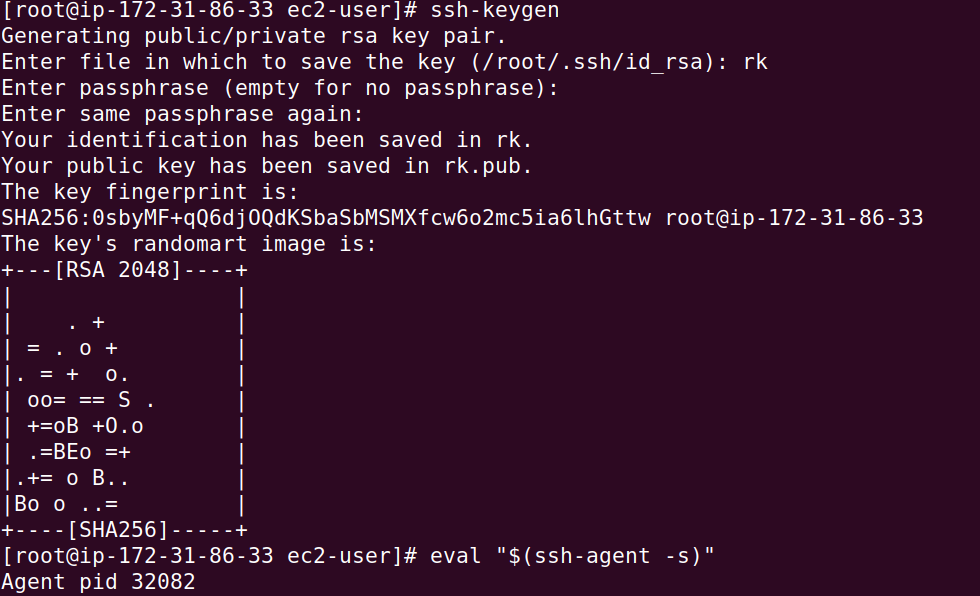 [root@ip-172-31-86-33 ec2-user]# ssh-keygen
Generating public/private rsa key pair.
Enter file in which to save the key (/root/.ssh/id_rsa): rk
Enter passphrase (empty for no passphrase):
Enter same passphrase again:
Your identification has been saved in rk.
Your public key has been saved in rk.pub.
The key fingerprint is:
SHA256:0sbyMF+qQ6djOQdKSbaSbMSMXfcw6o2mc5ia6lhGttw root@ip-172-31-86-33
The key's randomart image is:
+---[RSA 2048]----+
|                 |
|    . +          |
| = . o +         |
|. = +  o.        |
| oo= == S .      |
| +=oB +O.o       |
| .=BEo =+        |
|.+= o B..        |
|Bo o ..=         |
+----[SHA256]-----+
[root@ip-172-31-86-33 ec2-user]# eval "$(ssh-agent -s)"
Agent pid 32082